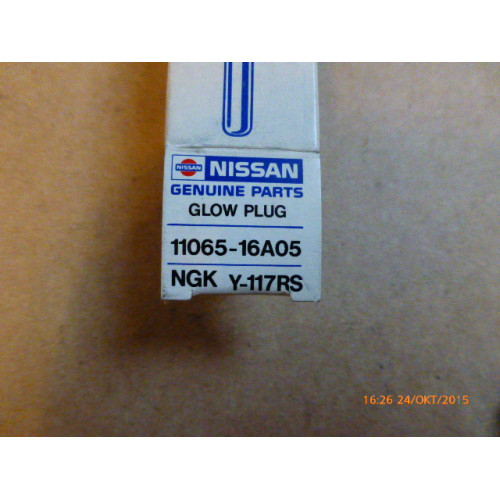 NISSAN NISSAN
GENUINE PARTS
GLOW PLUG
11065-16A05
NGK Y-117RS
16:26 24/OKT/2015